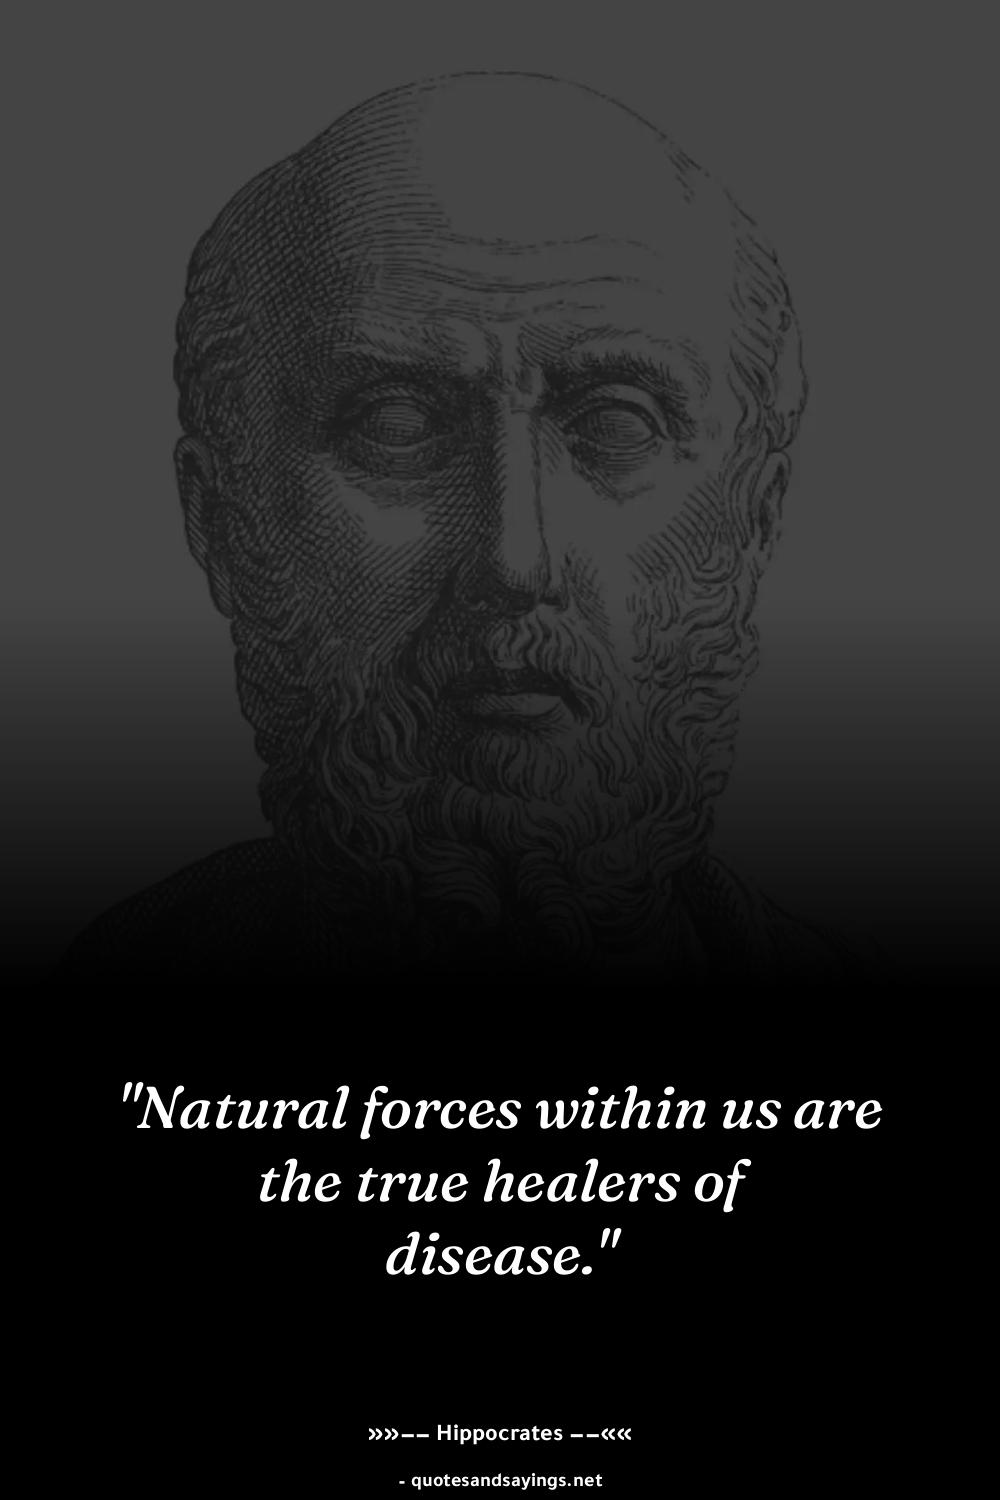 "Natural forces within us are
the true healers of
disease."
»»—— Hippocrates ——««
- quotesandsayings.net